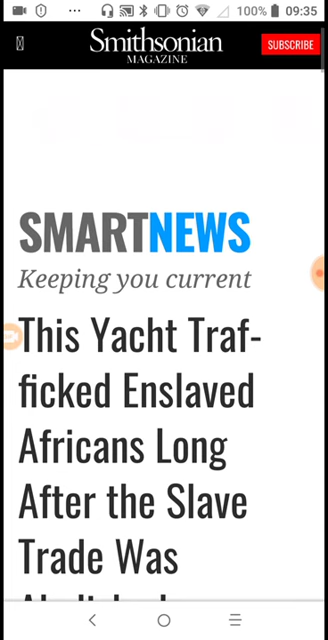 100% 09:35
Smithsonian
MAGAZINE
SUBSCRIBE
SMARTNEWS
Keeping you current
This Yacht Traf-
ficked Enslaved
Africans Long
After the Slave
Trade Was